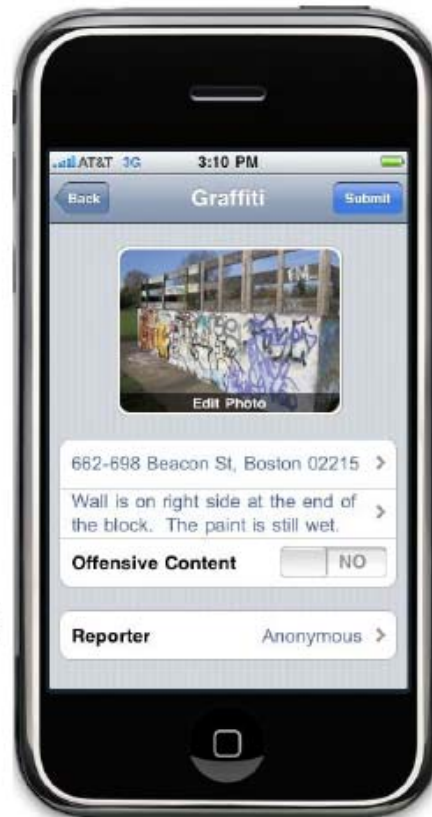 AT&T 3G 3:10 PM
Back Graffiti Submit
Edit Photo
662-698 Beacon St, Boston 02215
Wall is on right side at the end of
the block. The paint is still wet.
Offensive Content NO
Reporter Anonymous